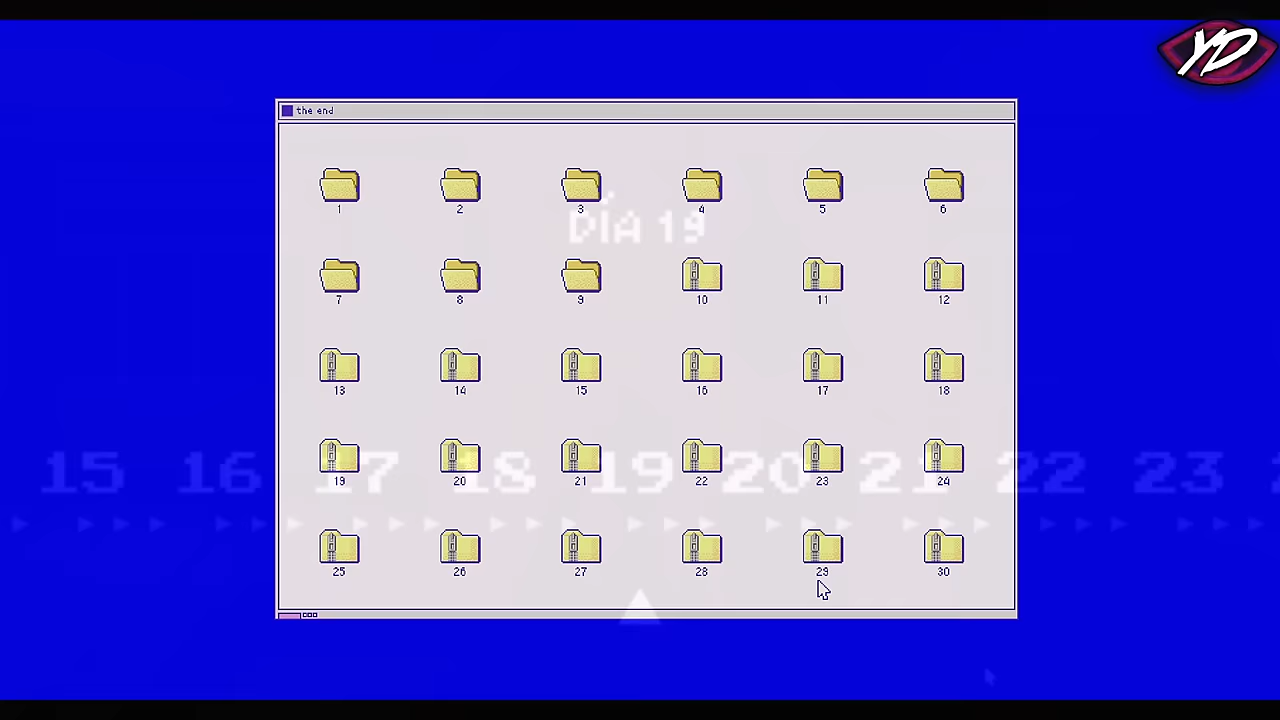 YD
the end
1 2 3 4 5 6
DÍA 19
7 8 9 10 11 12
13 14 15 16 17 18
15 16 17 18 19 20 21 22 23
19 20 21 22 23 24
25 26 27 28 29 30